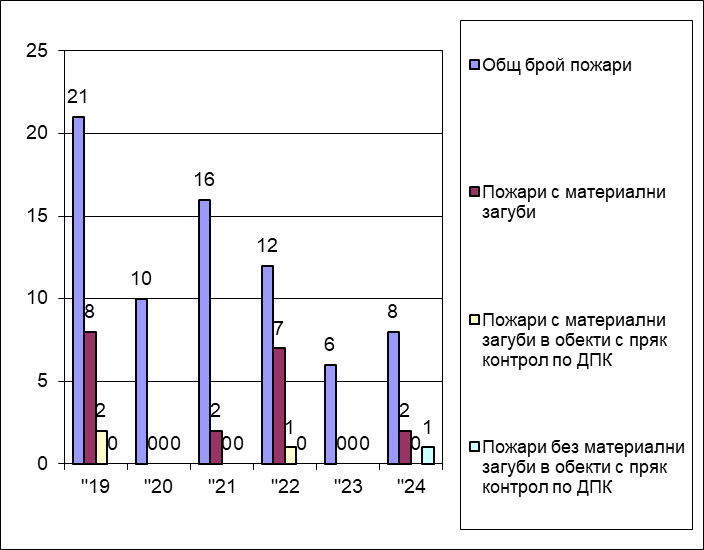 25
20
15
10
5
0
21
8
2
0
10
000
16
2
00
12
7
1
0
6
000
8
2
0
1
"19 "20 "21 "22 "23 "24
Общ брой пожари
Пожари с материални
загуби
Пожари с материални
загуби в обекти с пряк
контрол по ДПК
Пожари без материални
загуби в обекти с пряк
контрол по ДПК